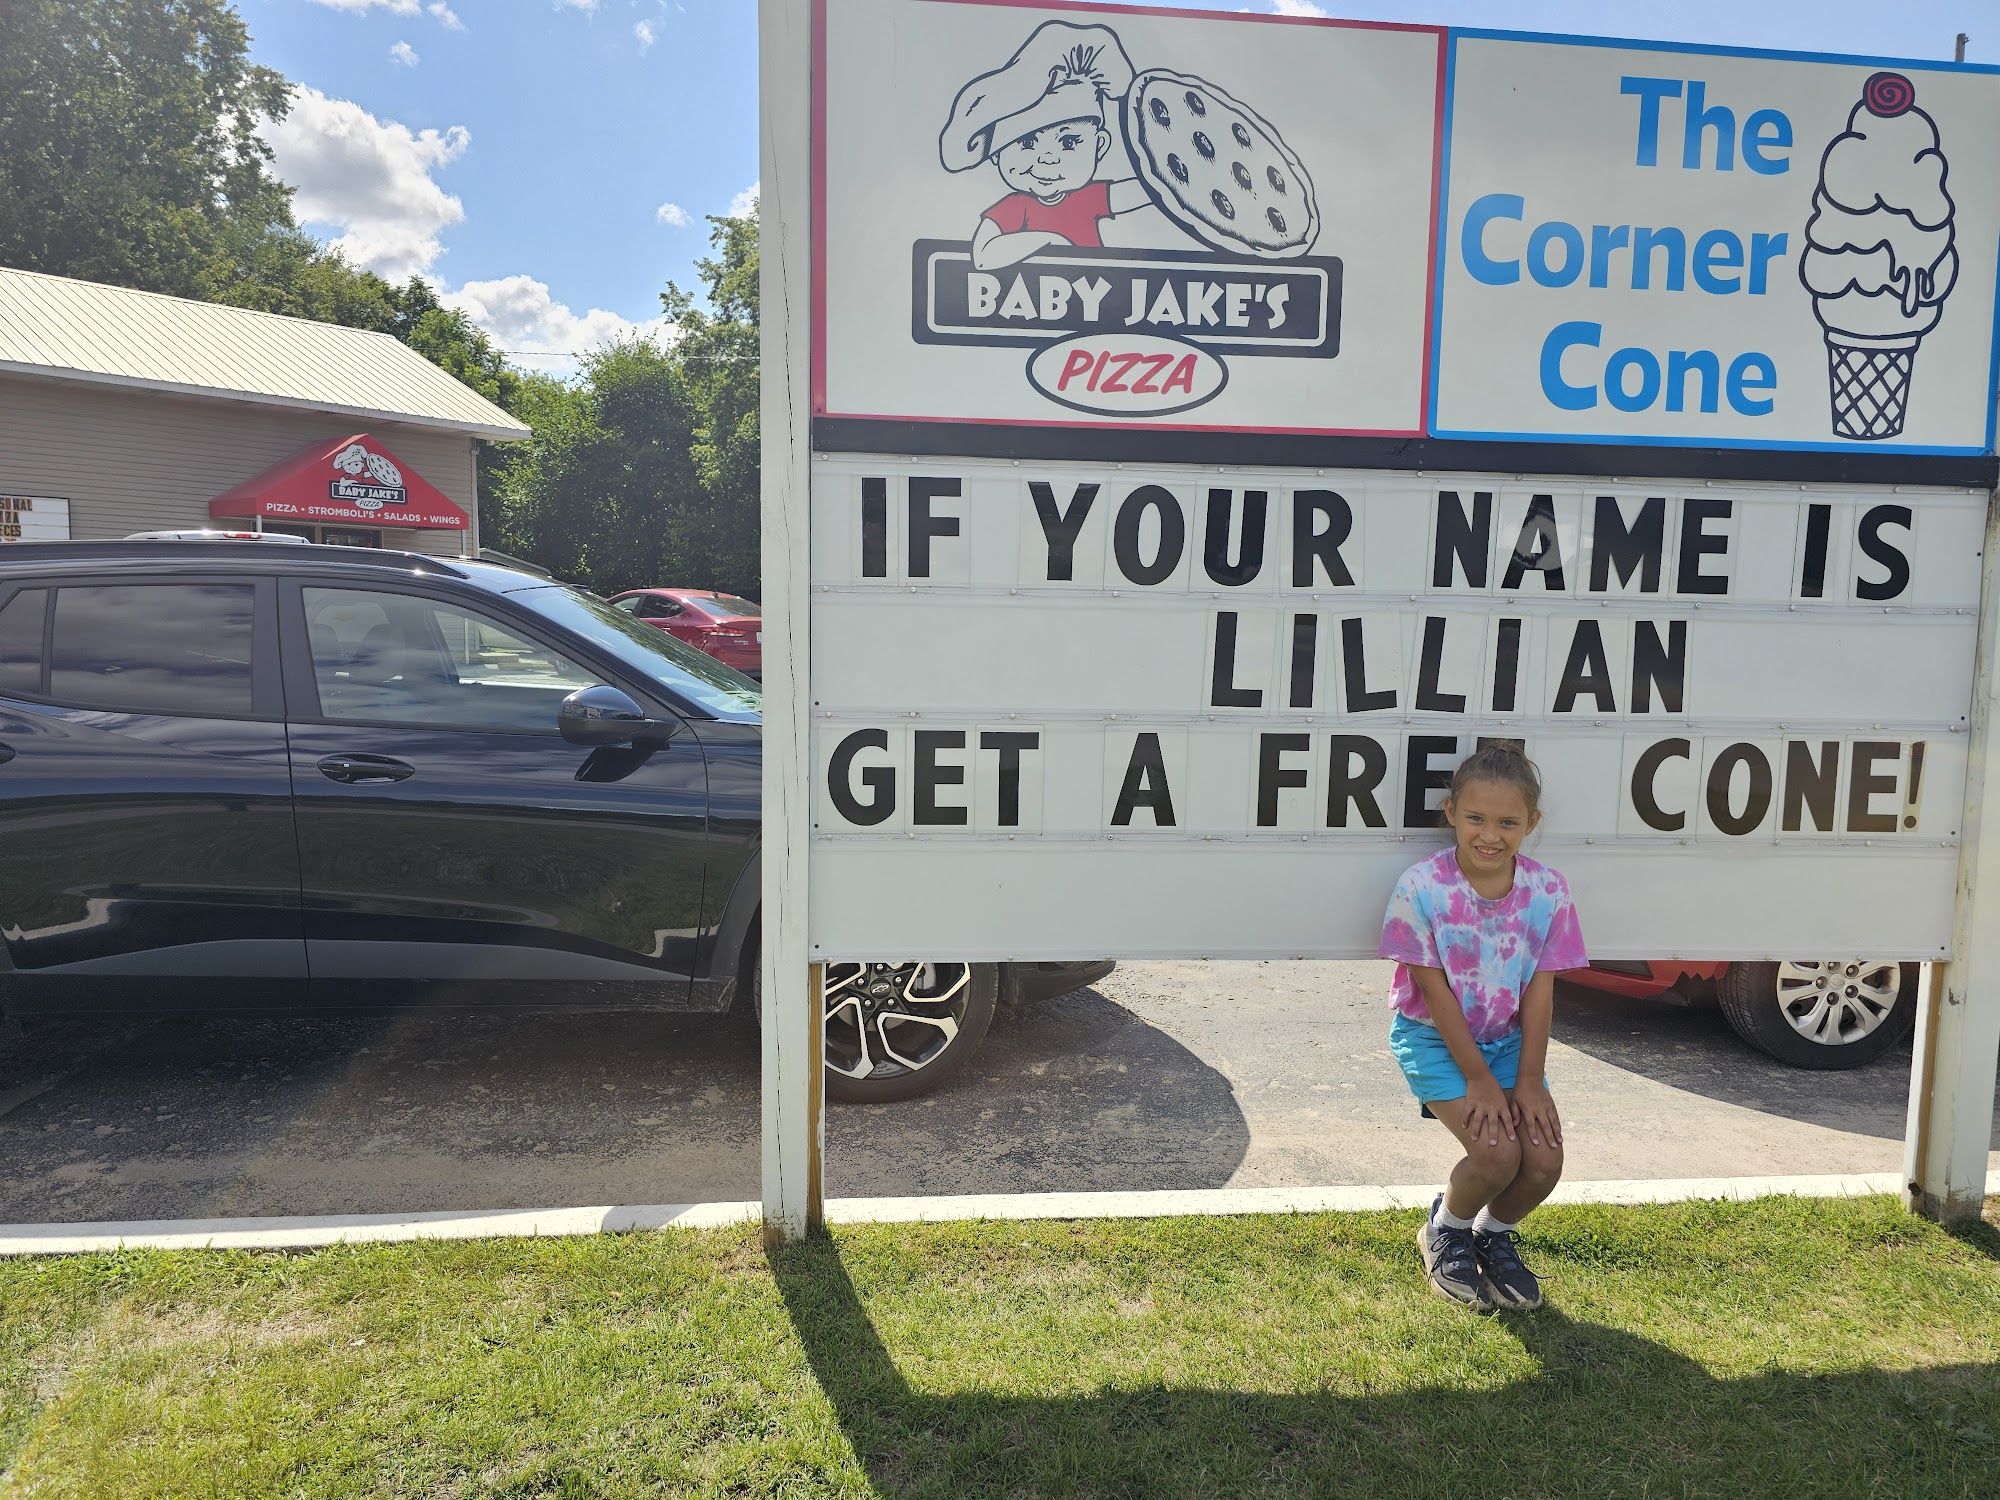 BABY JAKE'S
PIZZA
The
Corner
Cone
IF YOUR NAME IS
LILLIAN
GET A FREE CONE!
BABY JAKE'S
PIZZA
PIZZA • STROMBOLI'S • SALADS • WINGS